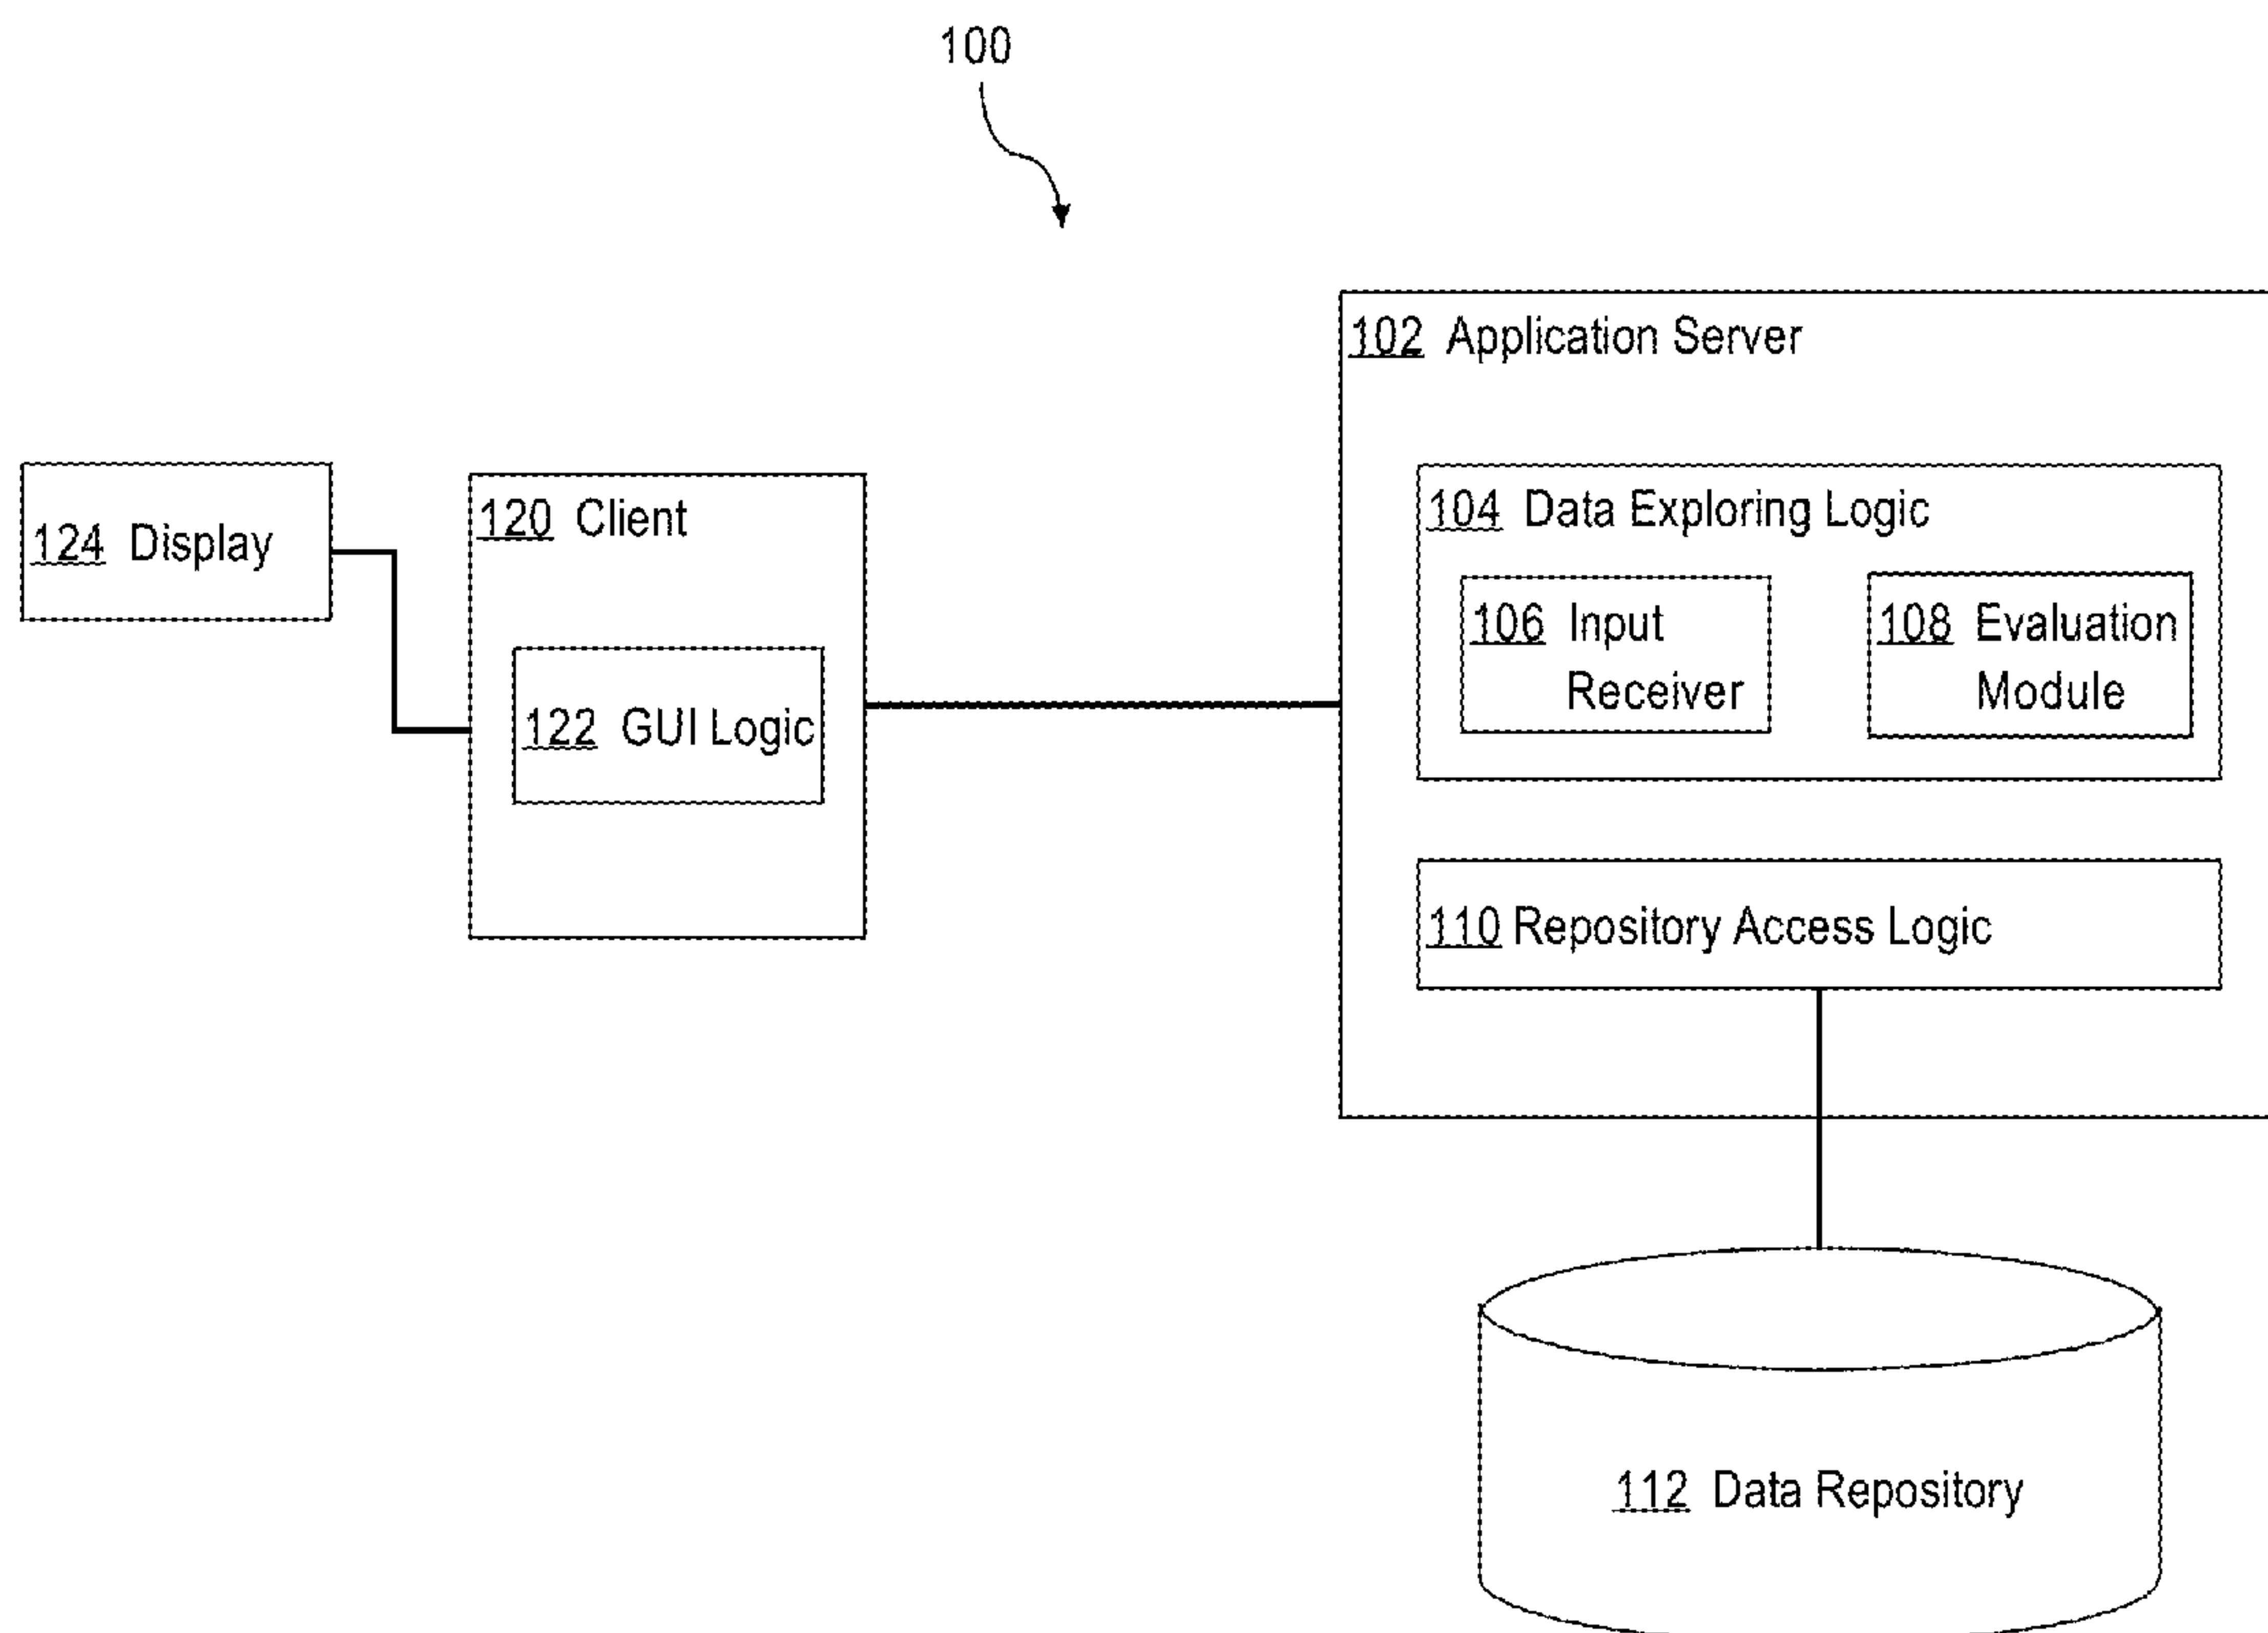 100
102 Application Server
124 Display
120 Client
122 GUI Logic
104 Data Exploring Logic
106 Input
Receiver
108 Evaluation
Module
110 Repository Access Logic
112 Data Repository